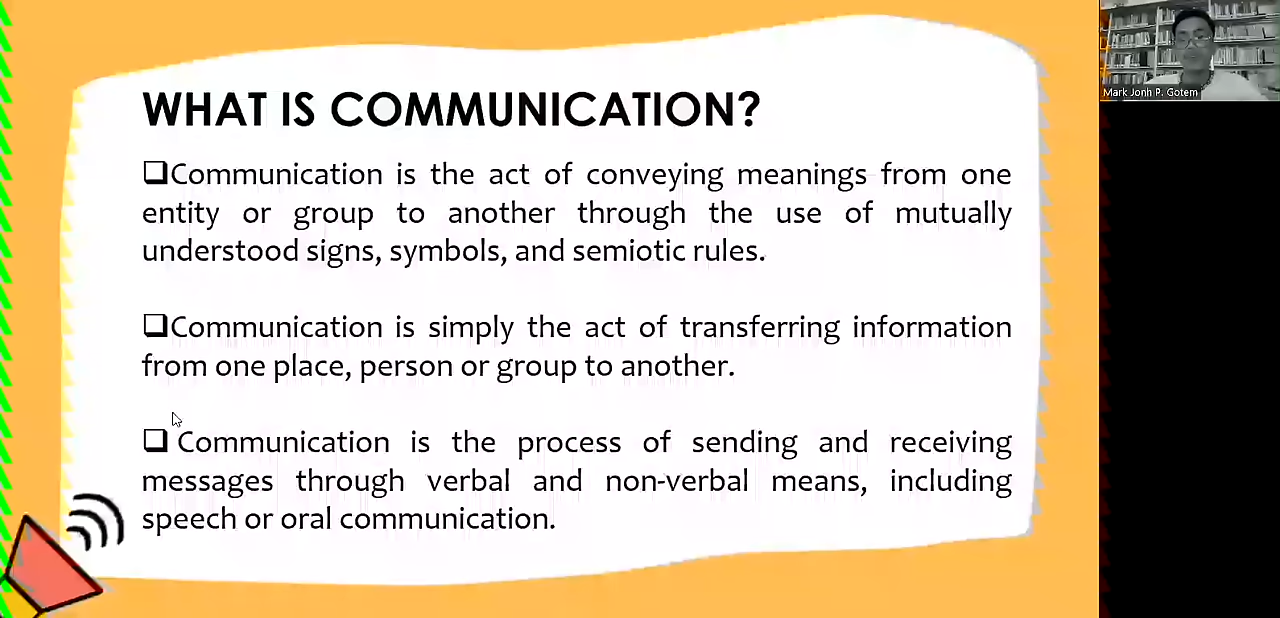 WHAT IS COMMUNICATION?
❑Communication is the act of conveying meanings from one
entity or group to another through the use of mutually
understood signs, symbols, and semiotic rules.
❑Communication is simply the act of transferring information
from one place, person or group to another.
❑ Communication is the process of sending and receiving
messages through verbal and non-verbal means, including
speech or oral communication.
Mark Jonh P. Gotem